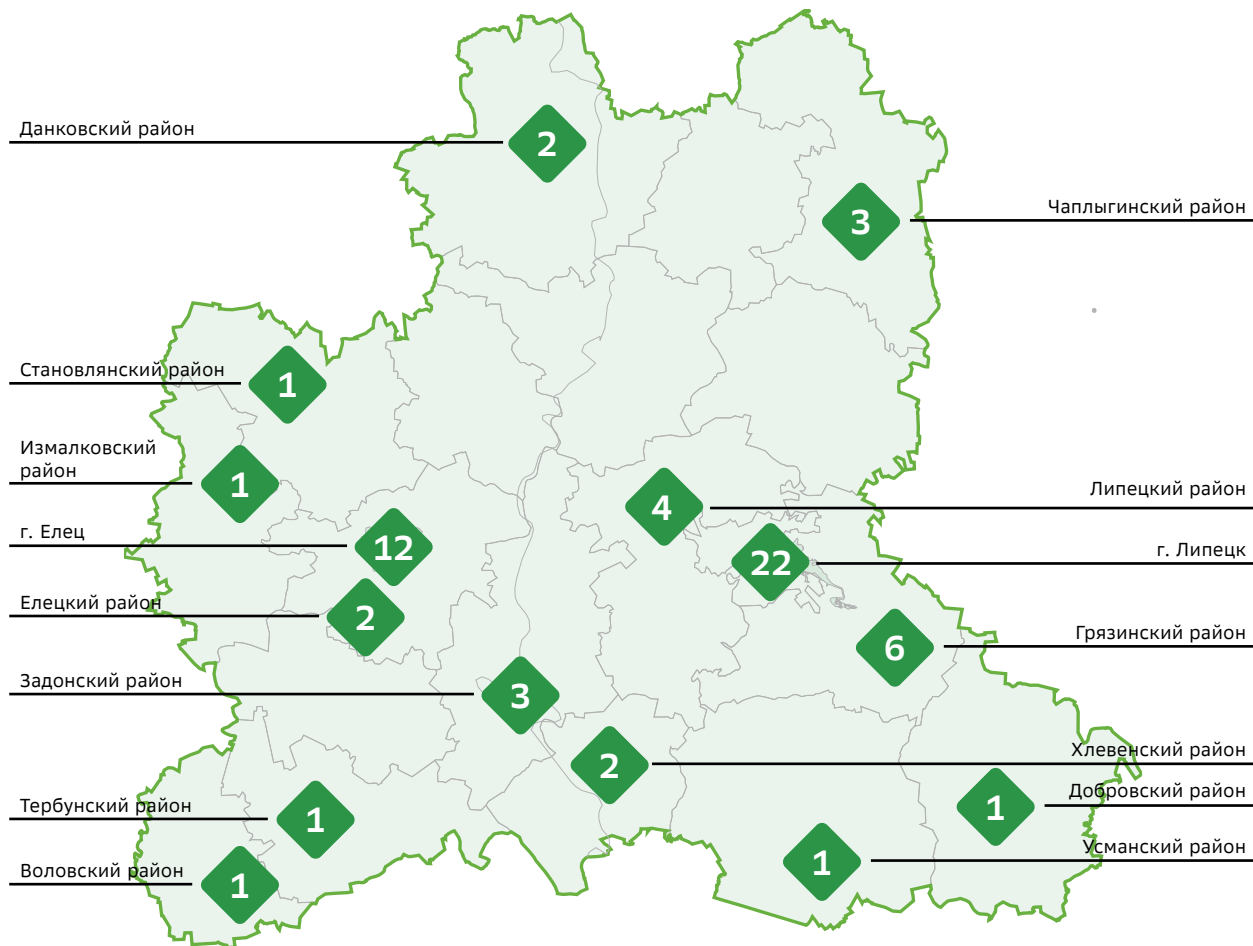 Данковский район
2
Чаплыгинский район
3
Становлянский район
1
Измалковский
район
1
Липецкий район
4
г. Елец
12
г. Липецк
22
Елецкий район
2
Грязинский район
6
Задонский район
3
Хлевенский район
2
Добровский район
1
Тербунский район
1
Усманский район
1
Воловский район
1